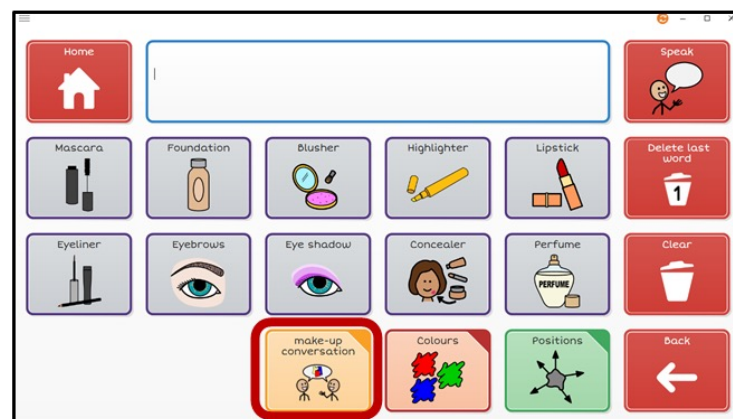 Home
Speak
Mascara
Foundation
Blusher
Highlighter
Lipstick
Delete last
word
1
Eyeliner
Eyebrows
Eye shadow
Concealer
Perfume
PERFUME
Clear
make-up
conversation
Colours
Positions
Back